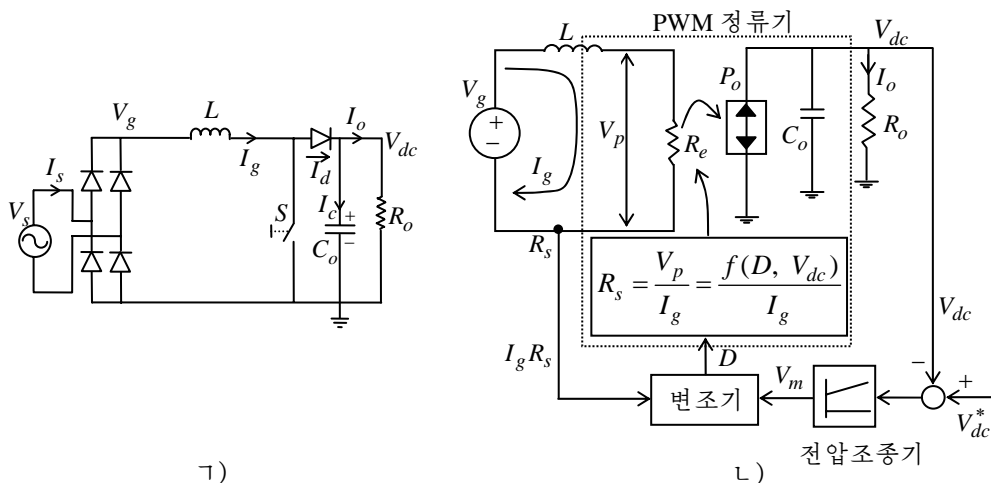 PWM 정류기
L
V_dc
P_o
I_o
V_g
+
−
V_p
R_e
C_o
R_o
I_g
V_g
L
I_o
V_dc
I_g
I_d
I_s
V_s
S
I_c
+
−
C_o
R_o
R_s
R_s = V_p / I_g = f(D, V_dc) / I_g
V_dc
I_g R_s
D
변조기
V_m
−
+
V_dc^*
전압조종기
ㄱ)
ㄴ)